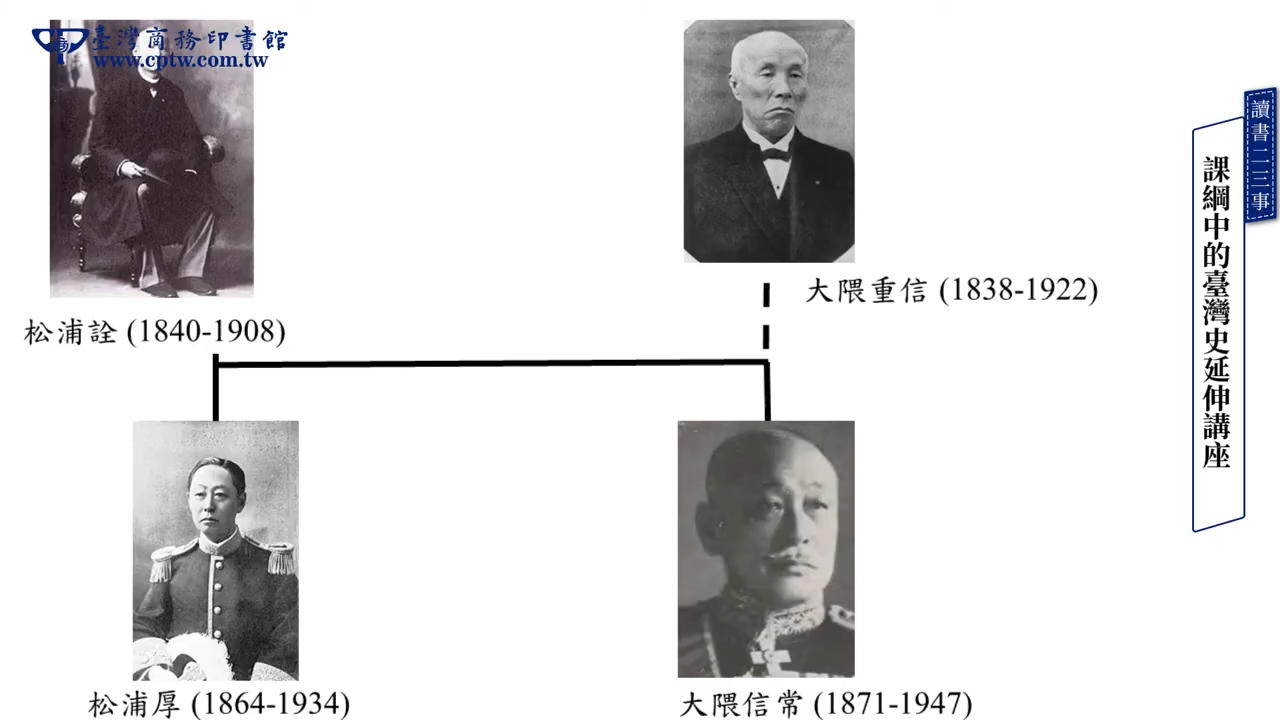 臺灣商務印書館
www.cptw.com.tw
松浦詮 (1840-1908)
大隈重信 (1838-1922)
松浦厚 (1864-1934)
大隈信常 (1871-1947)
讀書二三事
課綱中的臺灣史延伸講座